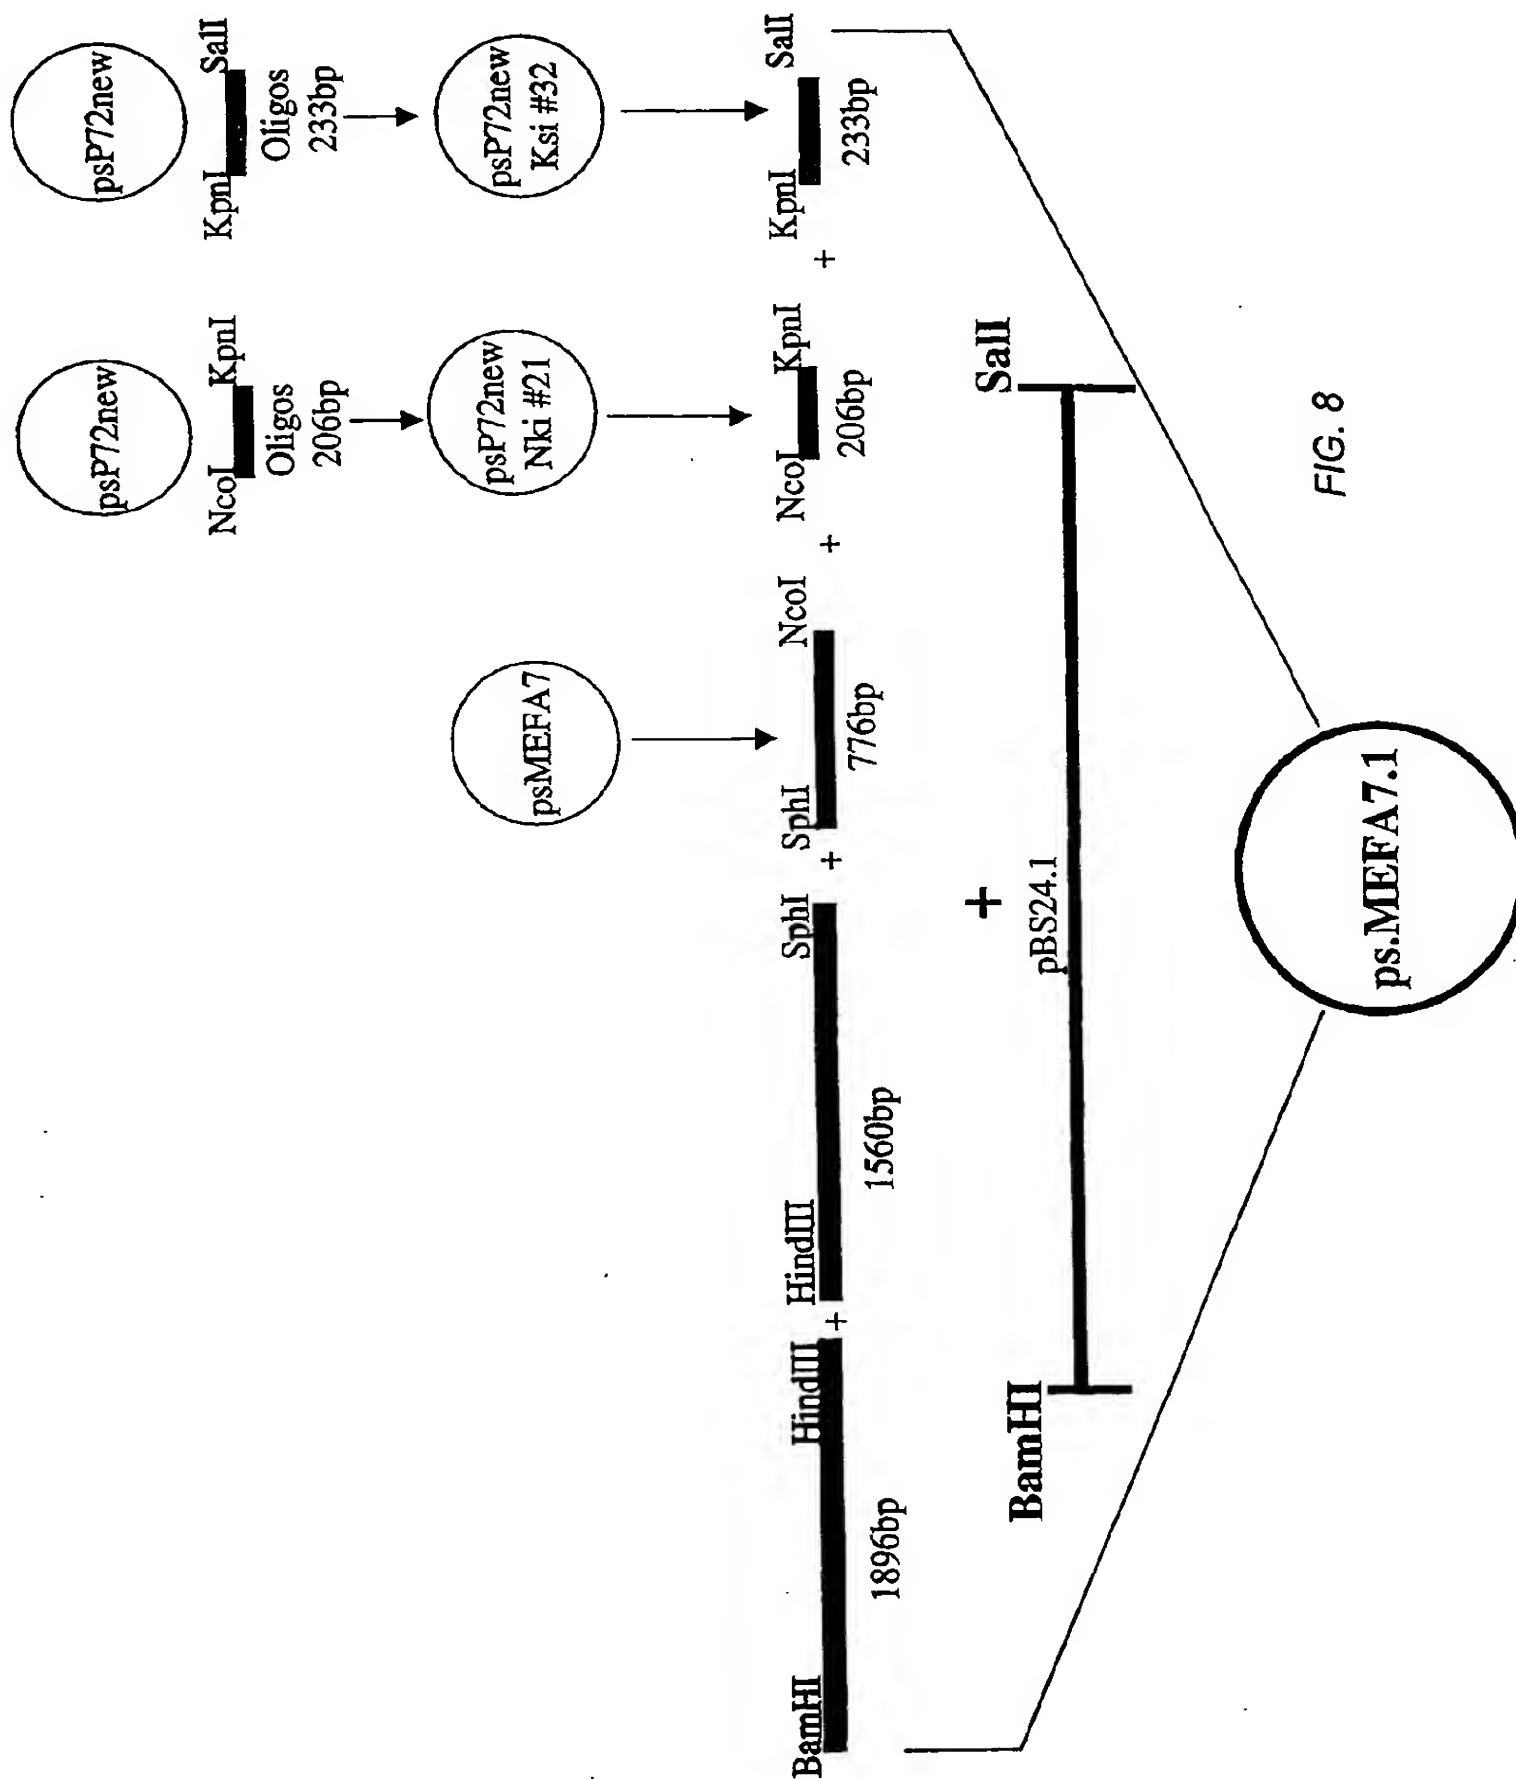 psP72new
psP72new
NcoI KpnI
Oligos
206bp
KpnI SalI
Oligos
233bp
psMEFA7
psP72new
Nki #21
psP72new
Ksi #32
BamHI HindIII
1896bp
+
HindIII SphI
1560bp
+
SphI NcoI
776bp
+
NcoI KpnI
206bp
+
KpnI SalI
233bp
+
BamHI pBS24.1 SalI
ps.MEFA7.1
FIG. 8